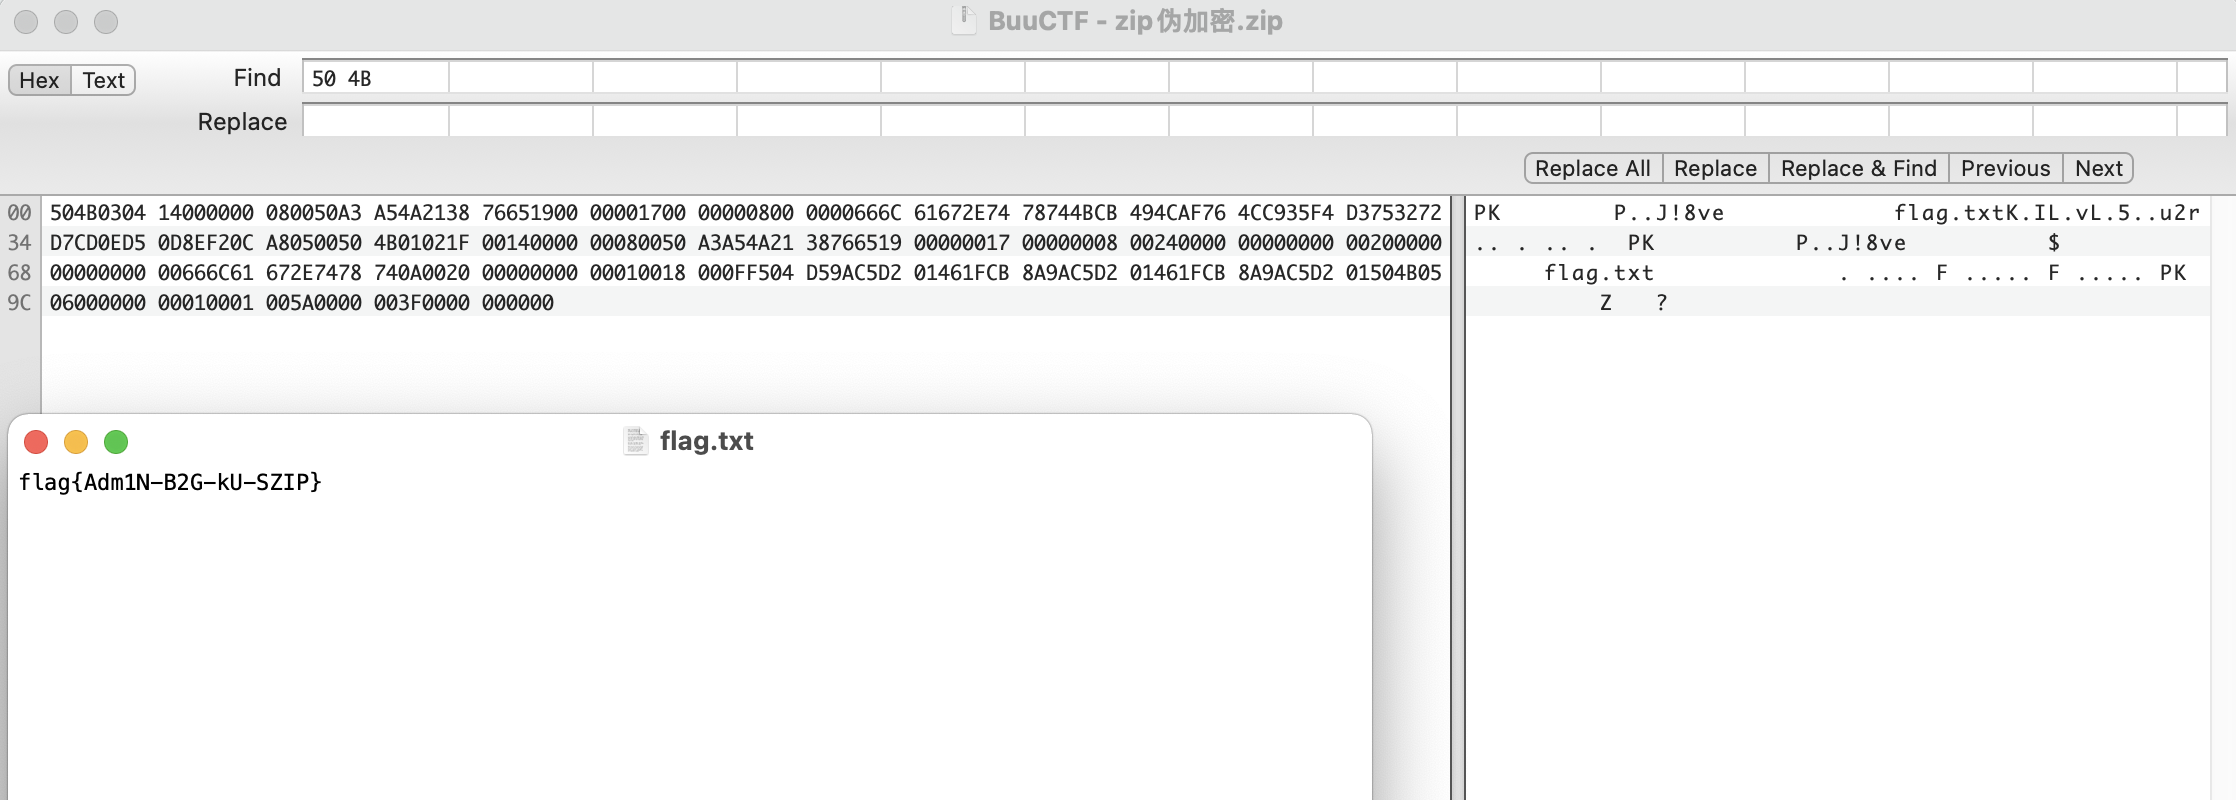 BuuCTF - zip伪加密.zip
Hex Text Find 50 4B
Replace
Replace All Replace Replace & Find Previous Next
00 504B0304 14000000 080050A3 A54A2138 76651900 00001700 00000800 0000666C 61672E74 78744BCB 494CAF76 4CC935F4 D3753272 PK P..J!8ve flag.txtK.IL.vL.5..u2r
34 D7CD0ED5 0D8EF20C A8050050 4B01021F 00140000 00080050 A3A54A21 38766519 00000017 00000008 00240000 00000000 00200000 .. . .. . PK P..J!8ve $
68 00000000 00666C61 672E7478 740A0020 00000000 00010018 000FF504 D59AC5D2 01461FCB 8A9AC5D2 01461FCB 8A9AC5D2 01504B05 flag.txt . .... F ..... F ..... PK
9C 06000000 00010001 005A0000 003F0000 000000 Z ?
flag.txt
flag{Adm1N-B2G-kU-SZIP}